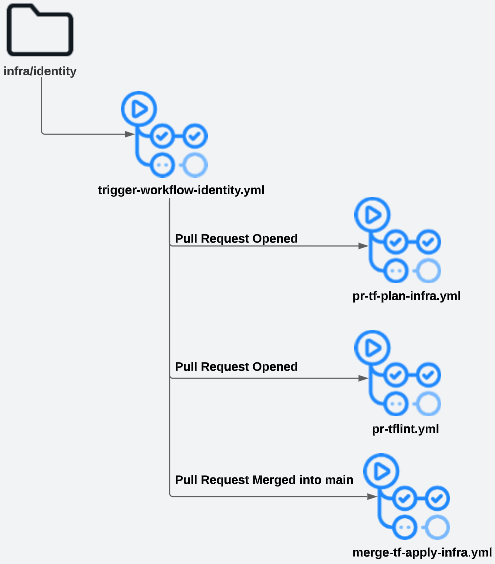 infra/identity
trigger-workflow-identity.yml
Pull Request Opened
pr-tf-plan-infra.yml
Pull Request Opened
pr-tflint.yml
Pull Request Merged into main
merge-tf-apply-infra.yml